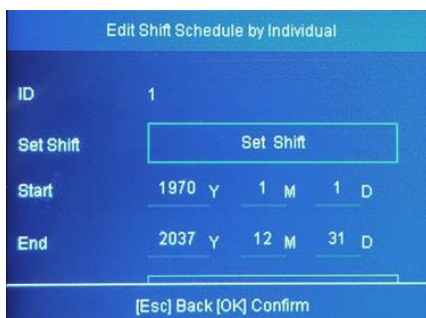 Edit Shift Schedule by Individual
ID 1
Set Shift Set Shift
Start 1970 Y 1 M 1 D
End 2037 Y 12 M 31 D
[Esc] Back [OK] Confirm